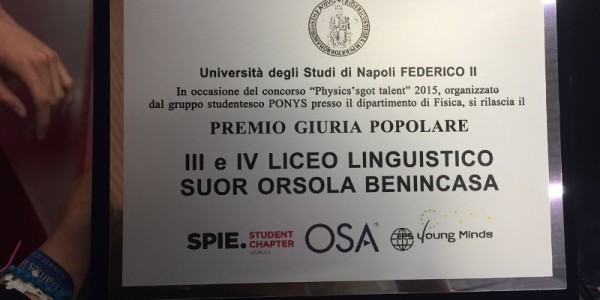 Università degli Studi di Napoli FEDERICO II
In occasione del concorso “Physics’sgot talent” 2015, organizzato
dal gruppo studentesco PONYS presso il dipartimento di Fisica, si rilascia il
PREMIO GIURIA POPOLARE
III e IV LICEO LINGUISTICO
SUOR ORSOLA BENINCASA
SPIE. STUDENT CHAPTER
NAPLES
OSA®
EPS Young Minds